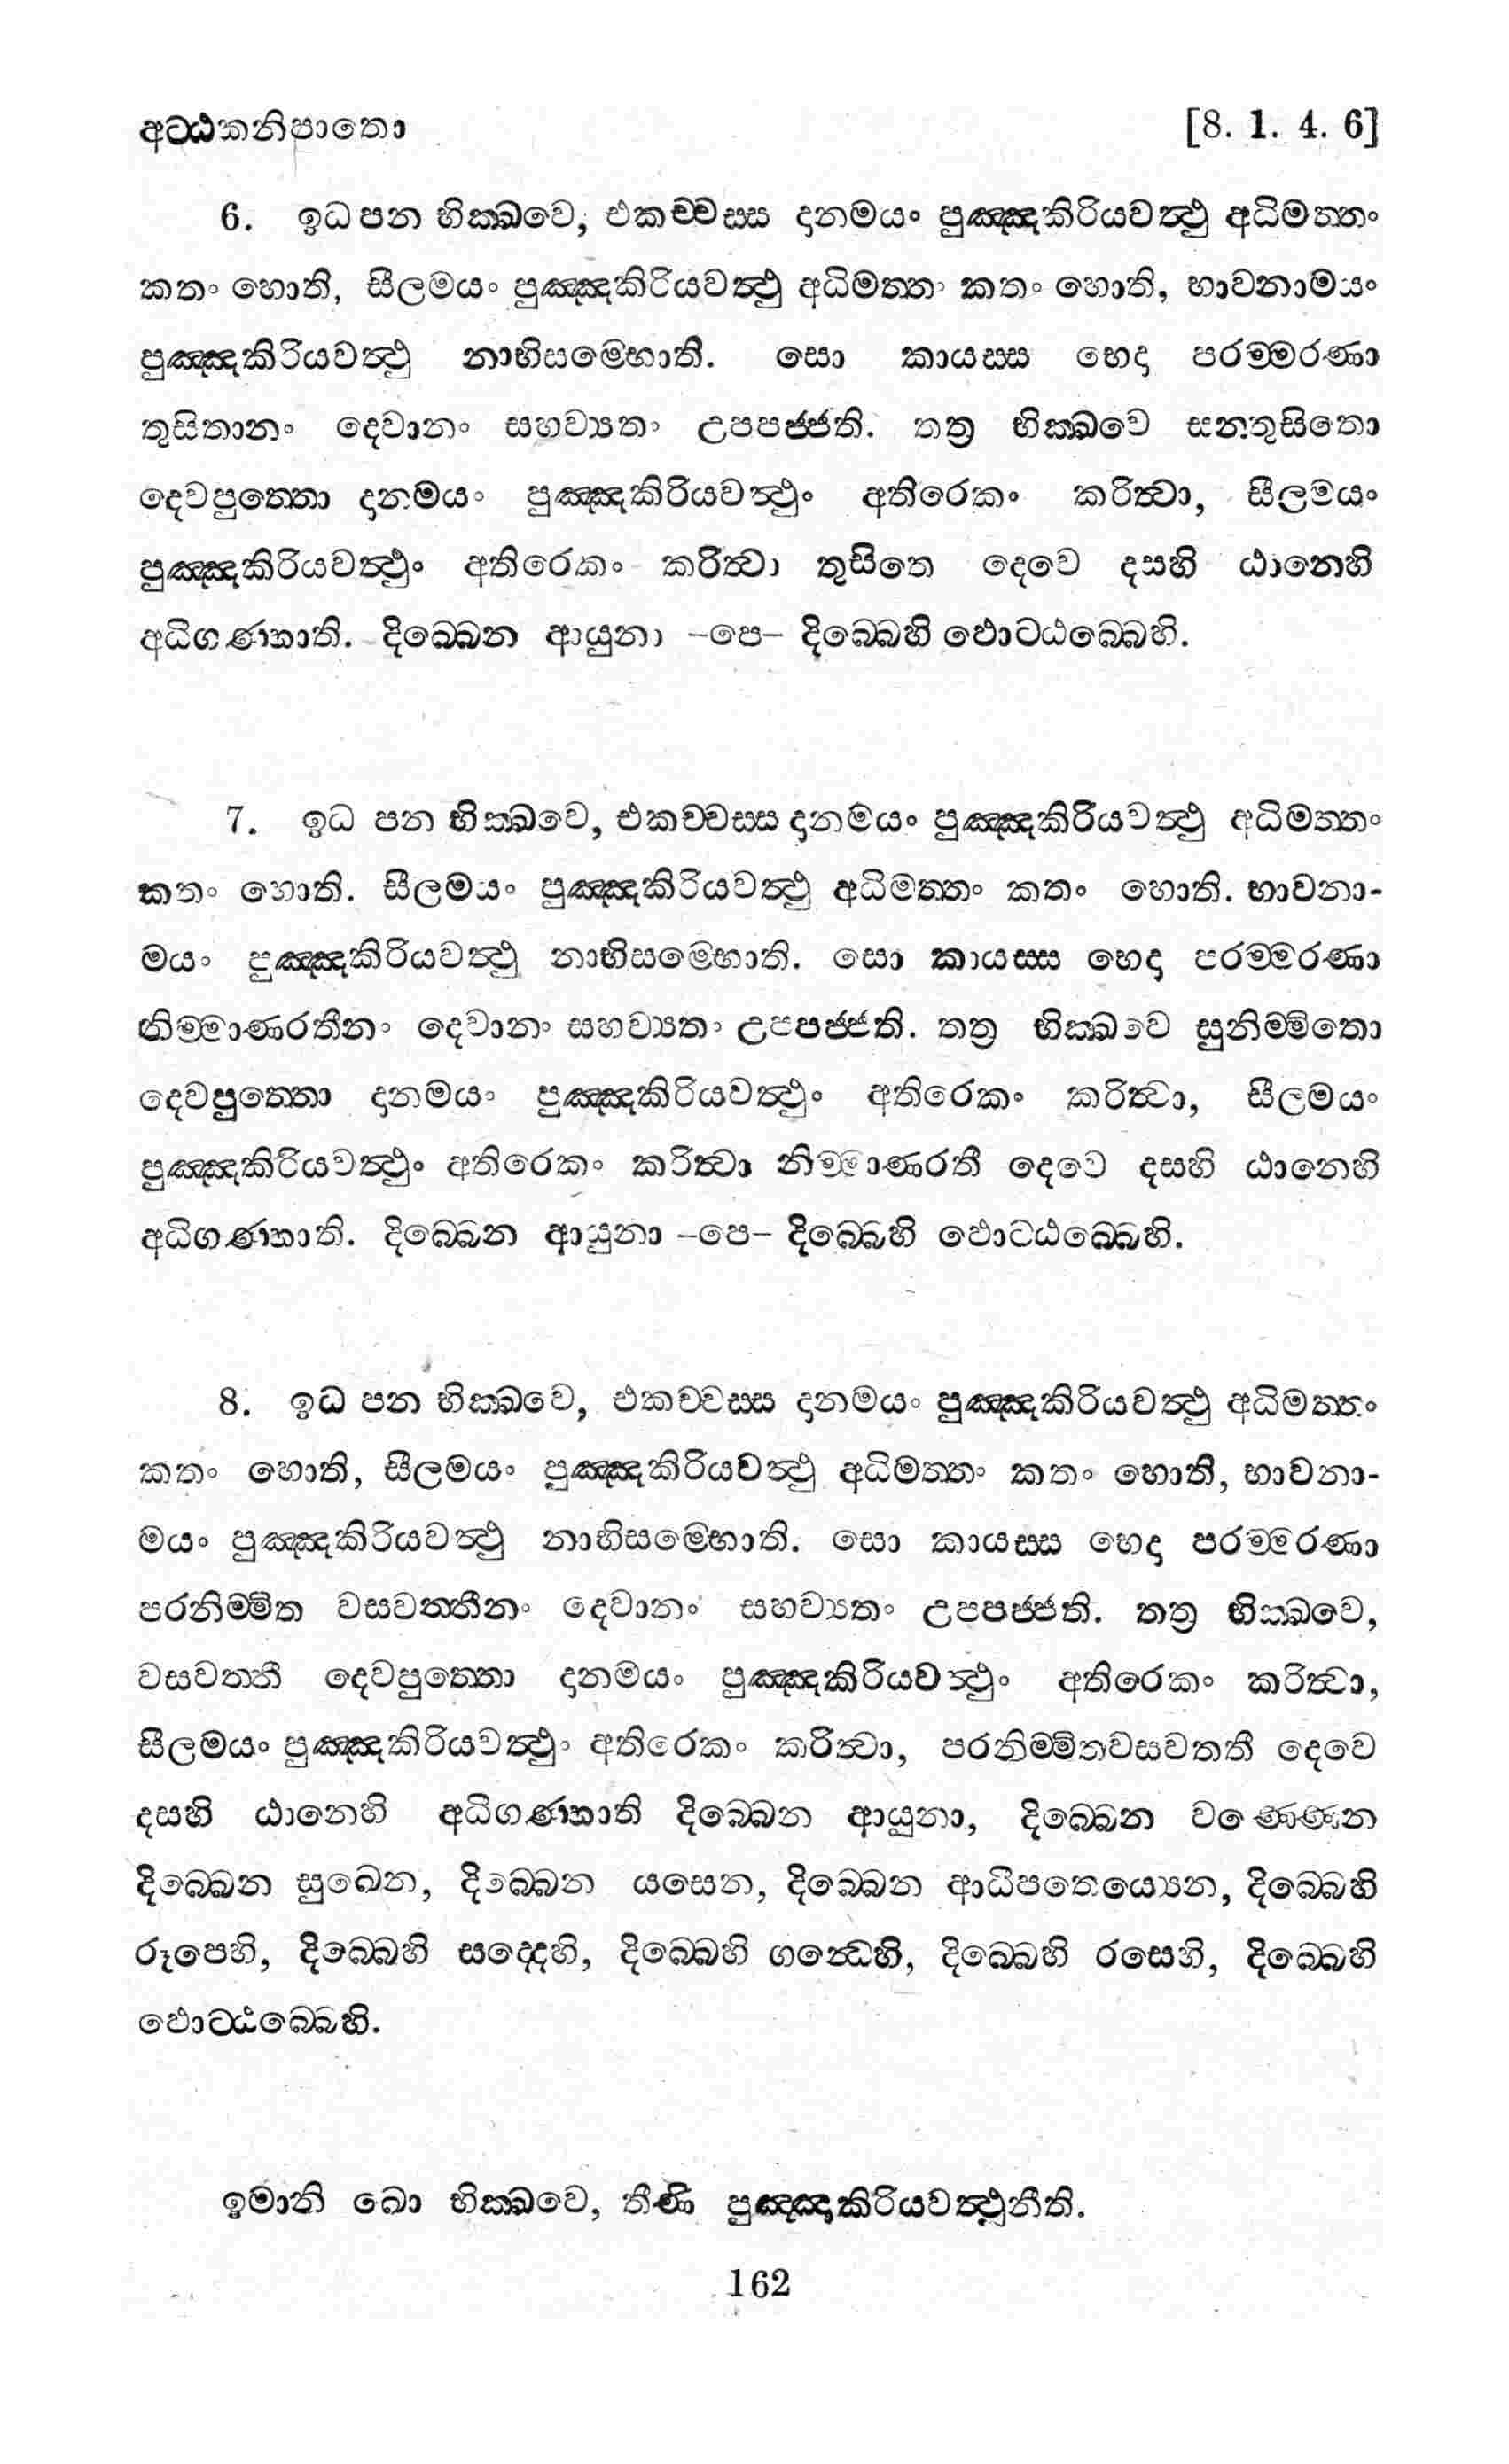 අට්ඨකනිපාතො [8. 1. 4. 6]
6. ඉධ පන භික්ඛවෙ, එකච්චස්ස දානමයං පුඤ්ඤකිරියවත්ථු අධිමත්තං
කතං හොති, සීලමයං පුඤ්ඤකිරියවත්ථු අධිමත්තං කතං හොති, භාවනාමයං
පුඤ්ඤකිරියවත්ථු නාභිසම්භොති. සො කායස්ස භෙදා පරම්මරණා
තුසිතානං දෙවානං සහව්‍යතං උපපජ්ජති. තත්‍ර භික්ඛවෙ සන්තුසිතො
දෙවපුත්තො දානමයං පුඤ්ඤකිරියවත්ථුං අතිරෙකං කරිත්‍වා, සීලමයං
පුඤ්ඤකිරියවත්ථුං අතිරෙකං කරිත්‍වා තුසිතෙ දෙවෙ දසහි ඨානෙහි
අධිගණ්හාති. දිබ්බෙන ආයුනා –පෙ– දිබ්බෙහි ඵොට්ඨබ්බෙහි.
7. ඉධ පන භික්ඛවෙ, එකච්චස්ස දානමයං පුඤ්ඤකිරියවත්ථු අධිමත්තං
කතං හොති. සීලමයං පුඤ්ඤකිරියවත්ථු අධිමත්තං කතං හොති. භාවනා-
මයං පුඤ්ඤකිරියවත්ථු නාභිසම්භොති. සො කායස්ස භෙදා පරම්මරණා
නිම්මාණරතීනං දෙවානං සහව්‍යතං උපපජ්ජති. තත්‍ර භික්ඛවෙ සුනිම්මිතො
දෙවපුත්තො දානමයං පුඤ්ඤකිරියවත්ථුං අතිරෙකං කරිත්‍වා, සීලමයං
පුඤ්ඤකිරියවත්ථුං අතිරෙකං කරිත්‍වා නිම්මාණරතී දෙවෙ දසහි ඨානෙහි
අධිගණ්හාති. දිබ්බෙන ආයුනා –පෙ– දිබ්බෙහි ඵොට්ඨබ්බෙහි.
8. ඉධ පන භික්ඛවෙ, එකච්චස්ස දානමයං පුඤ්ඤකිරියවත්ථු අධිමත්තං
කතං හොති, සීලමයං පුඤ්ඤකිරියවත්ථු අධිමත්තං කතං හොති, භාවනා-
මයං පුඤ්ඤකිරියවත්ථු නාභිසම්භොති. සො කායස්ස භෙදා පරම්මරණා
පරනිම්මිත වසවත්තීනං දෙවානං සහව්‍යතං උපපජ්ජති. තත්‍ර භික්ඛවෙ,
වසවත්තී දෙවපුත්තො දානමයං පුඤ්ඤකිරියවත්ථුං අතිරෙකං කරිත්‍වා,
සීලමයං පුඤ්ඤකිරියවත්ථුං අතිරෙකං කරිත්‍වා, පරනිම්මිතවසවත්තී දෙවෙ
දසහි ඨානෙහි අධිගණ්හාති දිබ්බෙන ආයුනා, දිබ්බෙන වණ්ණෙන
දිබ්බෙන සුඛෙන, දිබ්බෙන යසෙන, දිබ්බෙන ආධිපතෙය්‍යෙන, දිබ්බෙහි
රූපෙහි, දිබ්බෙහි සද්දෙහි, දිබ්බෙහි ගන්ධෙහි, දිබ්බෙහි රසෙහි, දිබ්බෙහි
ඵොට්ඨබ්බෙහි.
ඉමානි ඛො භික්ඛවෙ, තීණි පුඤ්ඤකිරියවත්ථූනීති.
162